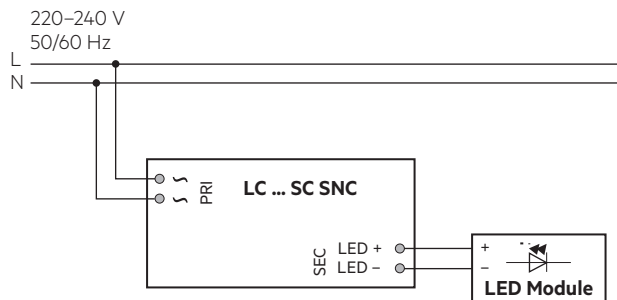 220–240 V
50/60 Hz
L
N
~ PRI
~
LC ... SC SNC
SEC
LED +
LED –
+
–
LED Module